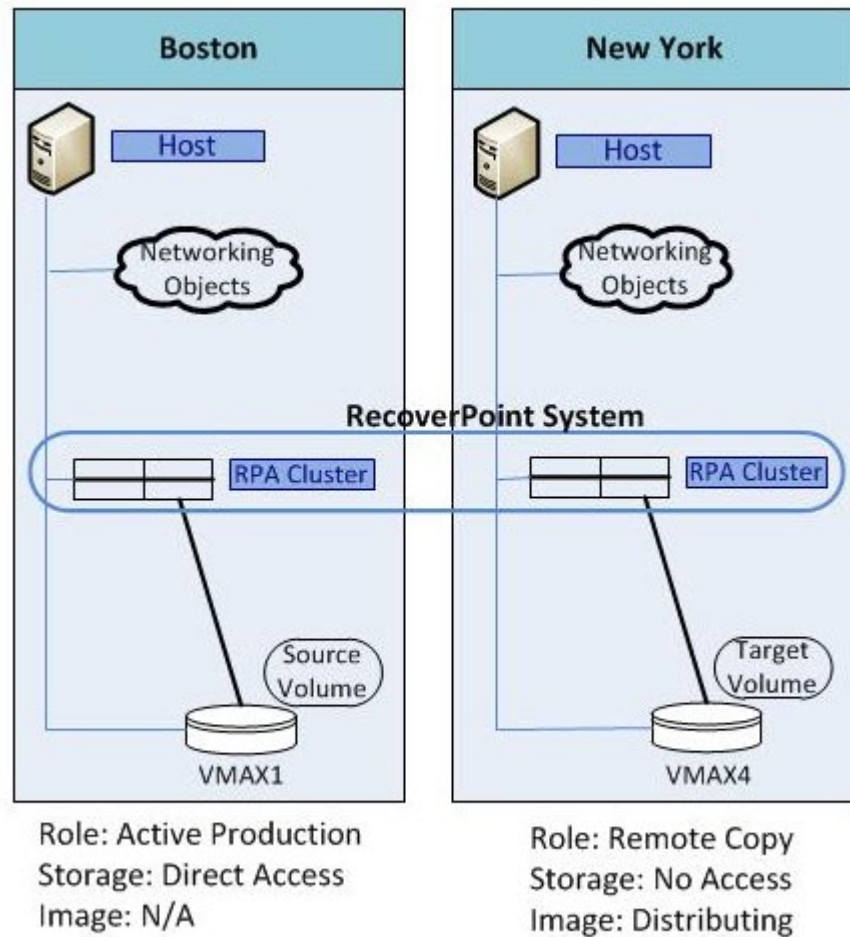 Boston
Host
Networking
Objects
New York
Host
Networking
Objects
RecoverPoint System
RPA Cluster
RPA Cluster
Source
Volume
VMAX1
Target
Volume
VMAX4
Role: Active Production
Storage: Direct Access
Image: N/A
Role: Remote Copy
Storage: No Access
Image: Distributing